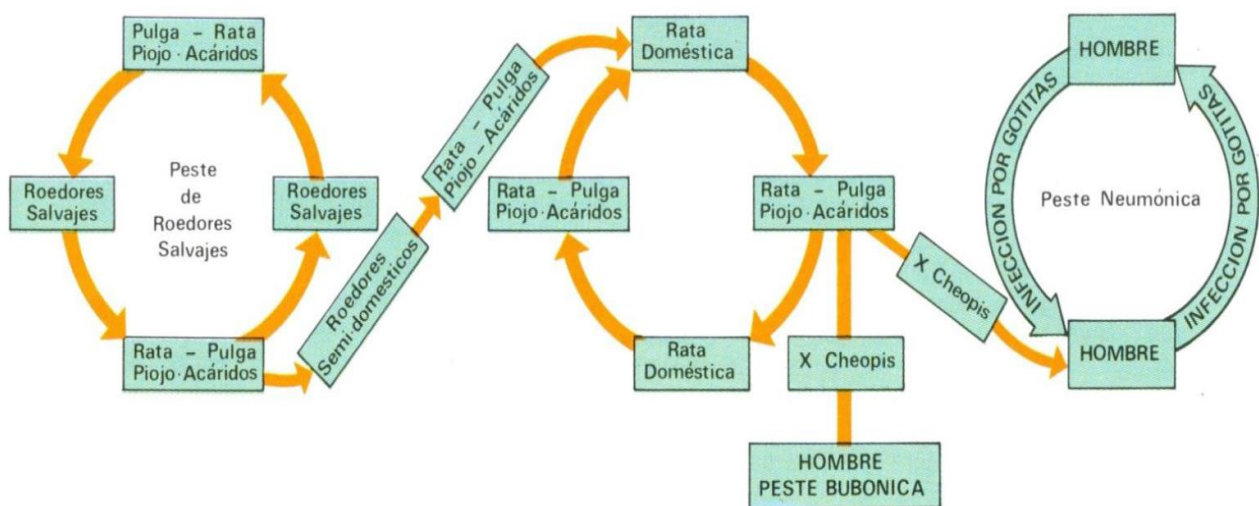 Pulga – Rata
Piojo·Acáridos
Roedores
Salvajes
Peste
de
Roedores
Salvajes
Roedores
Salvajes
Rata – Pulga
Piojo·Acáridos
Roedores
Semi-domesticos
Rata – Pulga
Piojo – Acáridos
Rata
Doméstica
Rata – Pulga
Piojo·Acáridos
Rata – Pulga
Piojo·Acáridos
Rata
Doméstica
X Cheopis
HOMBRE
PESTE BUBONICA
X Cheopis
HOMBRE
INFECCION POR GOTITAS
Peste Neumónica
INFECCION POR GOTITAS
HOMBRE